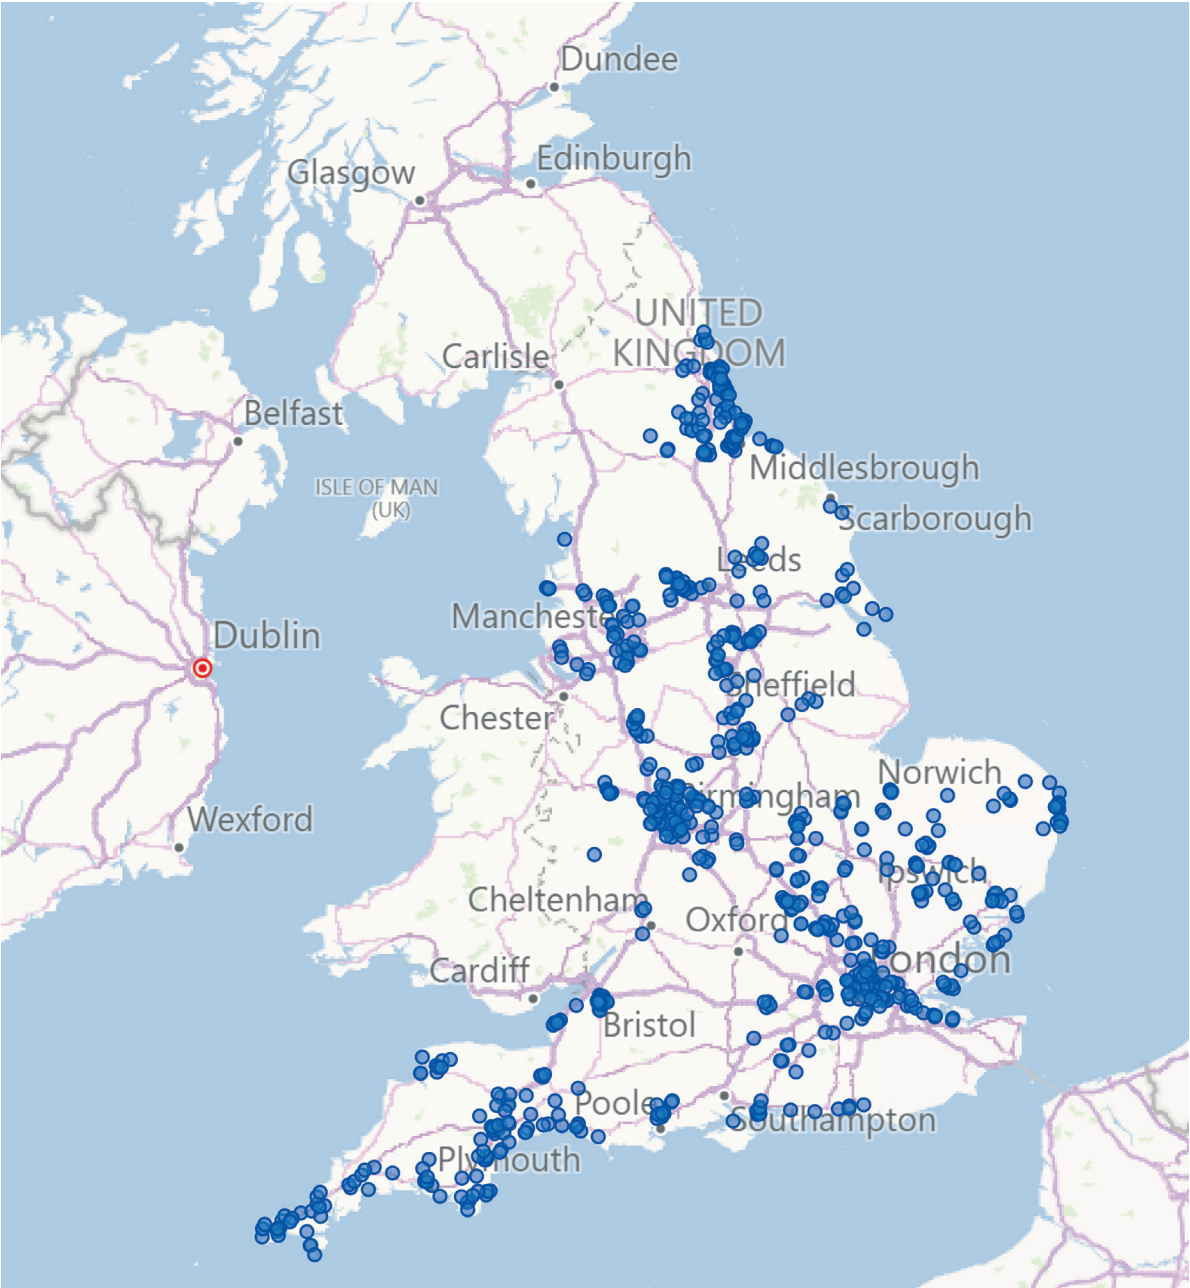 Dundee
Edinburgh
Glasgow
UNITED
KINGDOM
Carlisle
Belfast
Middlesbrough
ISLE OF MAN
(UK)
Scarborough
Leeds
Mancheste
Dublin
Sheffield
Chester
Norwich
Birmingham
Wexford
Ipswich
Cheltenham
Oxford
London
Cardiff
Bristol
Poole
Southampton
Plymouth